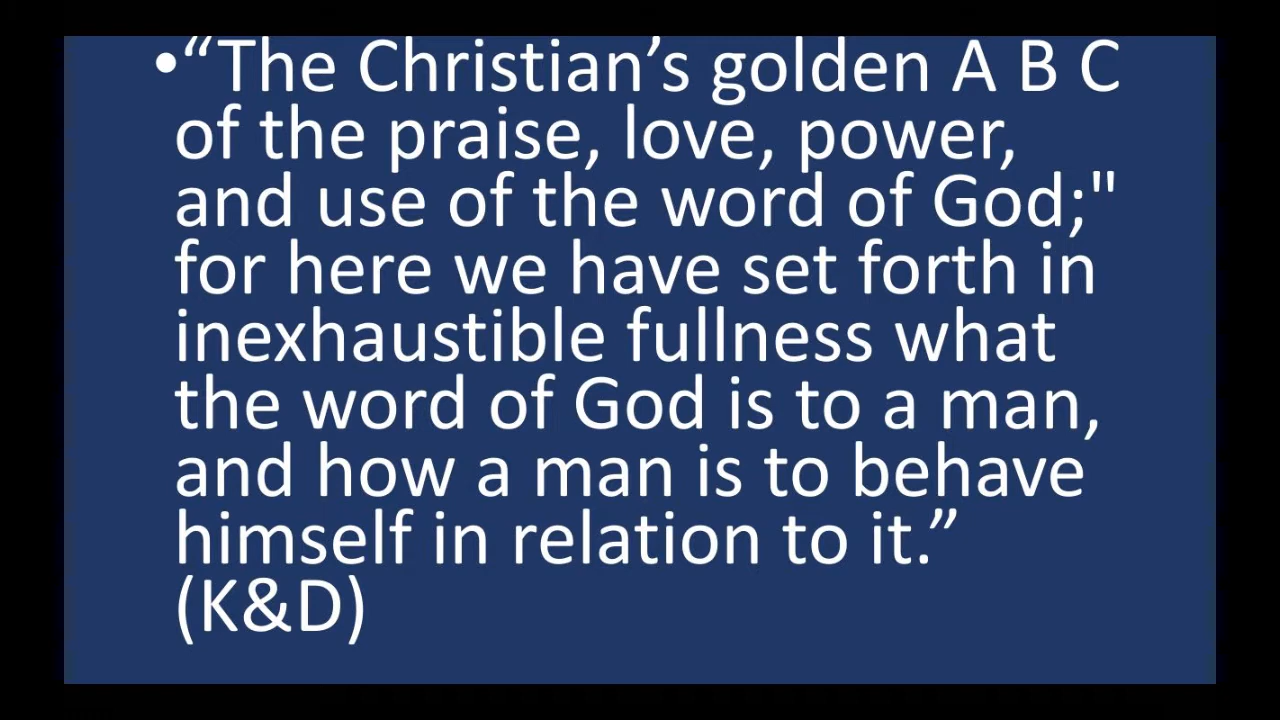 •“The Christian’s golden A B C
of the praise, love, power,
and use of the word of God;"
for here we have set forth in
inexhaustible fullness what
the word of God is to a man,
and how a man is to behave
himself in relation to it.”
(K&D)